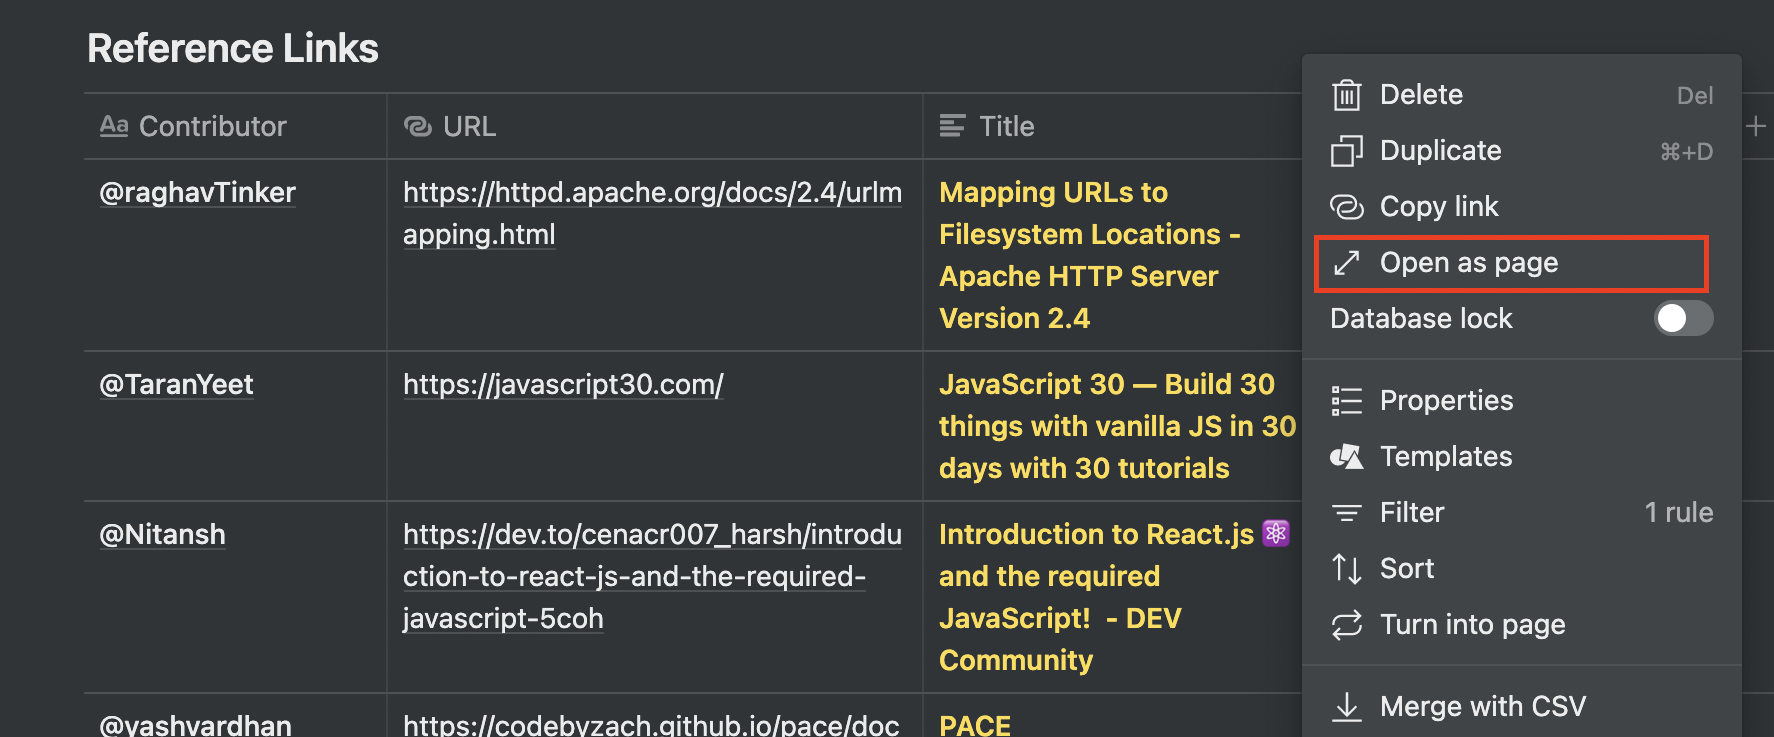 Reference Links
Aa Contributor
URL
Title
@raghavTinker
https://httpd.apache.org/docs/2.4/urlm
apping.html
Mapping URLs to
Filesystem Locations -
Apache HTTP Server
Version 2.4
@TaranYeet
https://javascript30.com/
JavaScript 30 — Build 30
things with vanilla JS in 30
days with 30 tutorials
@Nitansh
https://dev.to/cenacr007_harsh/introdu
ction-to-react-js-and-the-required-
javascript-5coh
Introduction to React.js ⚛️
and the required
JavaScript! - DEV
Community
@yashvardhan
https://codebyzach.github.io/pace/doc
PACE
Delete Del
Duplicate ⌘+D
Copy link
Open as page
Database lock
Properties
Templates
Filter 1 rule
Sort
Turn into page
Merge with CSV